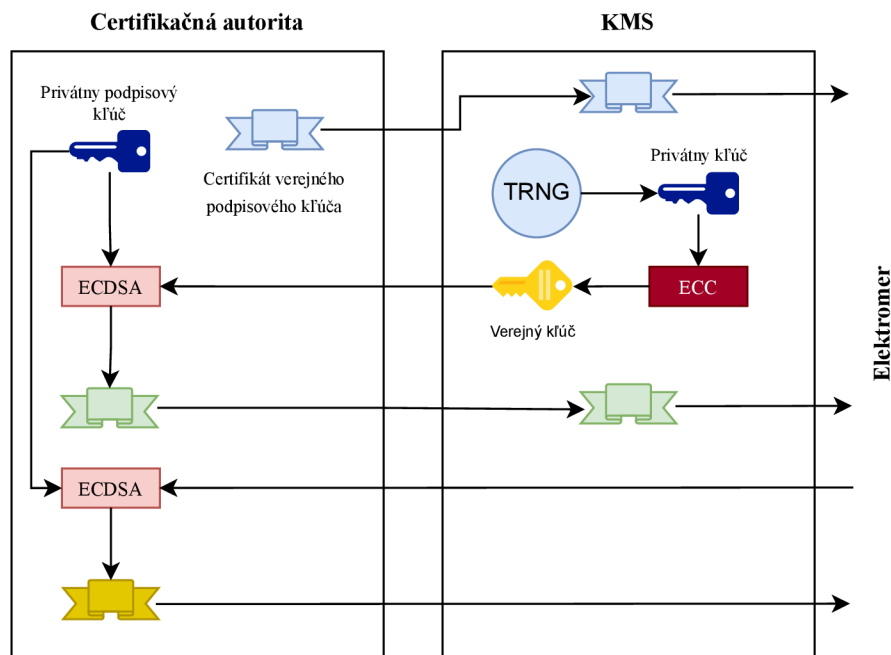 Certifikačná autorita
KMS
Privátny podpisový
kľúč
Certifikát verejného
podpisového kľúča
TRNG
Privátny kľúč
ECDSA
ECC
Verejný kľúč
Elektromer
ECDSA